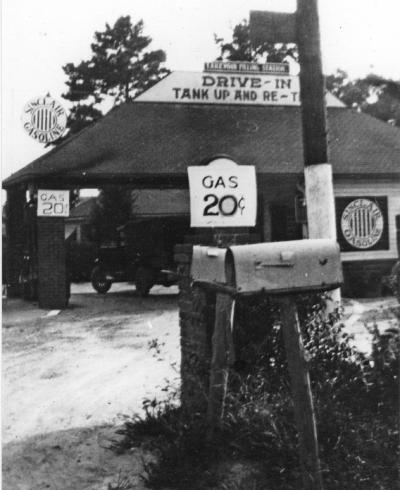 LAKEVIEW FILLING STATION
DRIVE-IN
TANK UP AND RE-T
SINCLAIR
GASOLINE
GAS
20¢
GAS
20¢
SINCLAIR
GASOLINE